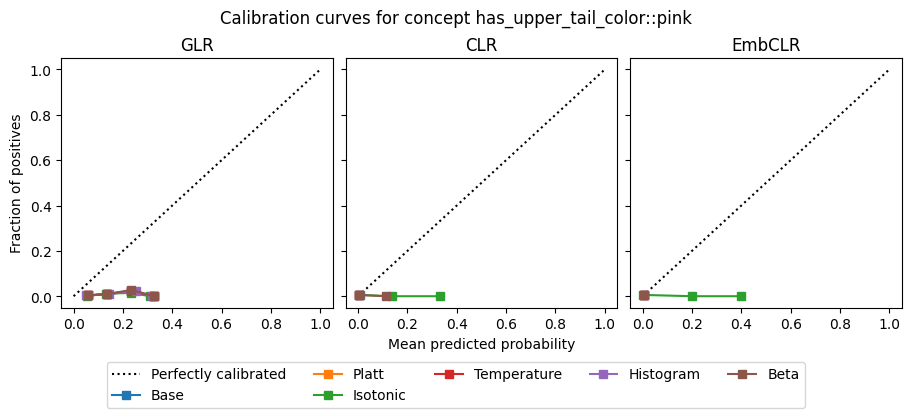 Calibration curves for concept has_upper_tail_color::pink
GLR
CLR
EmbCLR
Fraction of positives
1.0
0.8
0.6
0.4
0.2
0.0
0.0 0.2 0.4 0.6 0.8 1.0
0.0 0.2 0.4 0.6 0.8 1.0
0.0 0.2 0.4 0.6 0.8 1.0
Mean predicted probability
Perfectly calibrated
Base
Platt
Isotonic
Temperature
Histogram
Beta